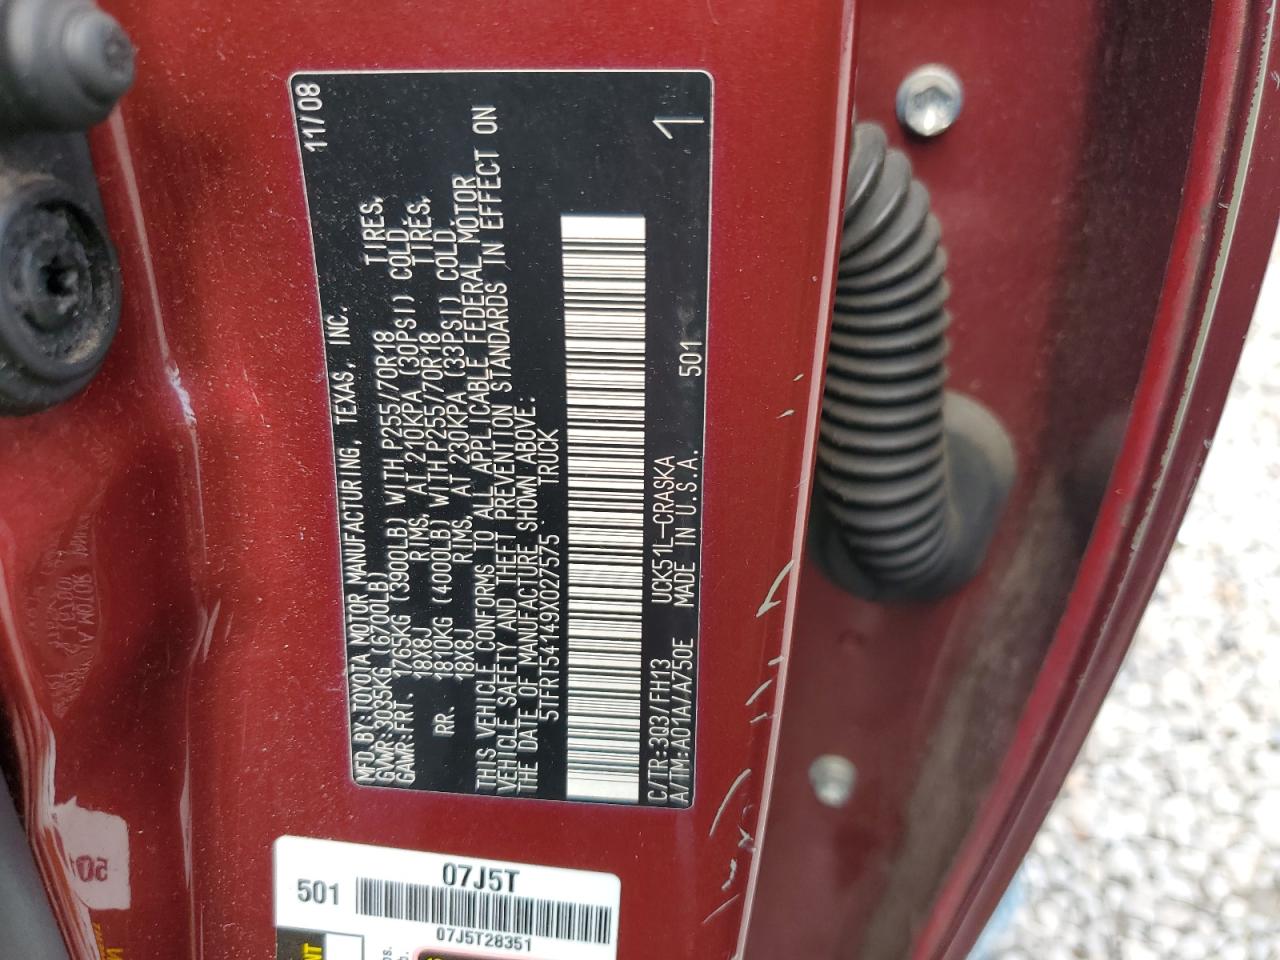 MFD.BY:TOYOTA MOTOR MANUFACTURING, TEXAS, INC. 11/08
GVWR:3035KG (6700LB)
GAWR:FRT. 1765KG (3900LB) WITH P255/70R18 TIRES,
18X8J RIMS, AT 210KPA (30PSI) COLD.
RR. 1810KG (4000LB) WITH P255/70R18 TIRES,
18X8J RIMS, AT 230KPA (33PSI) COLD.
THIS VEHICLE CONFORMS TO ALL APPLICABLE FEDERAL MOTOR
VEHICLE SAFETY AND THEFT PREVENTION STANDARDS IN EFFECT ON
THE DATE OF MANUFACTURE SHOWN ABOVE:
5TFRT54149X027575 TRUCK
C/TR:3Q3/FH13 UCK51L-CRASKA 501
A/TM:A01A/A750E MADE IN U.S.A. 1
501
07J5T
07J5T28351